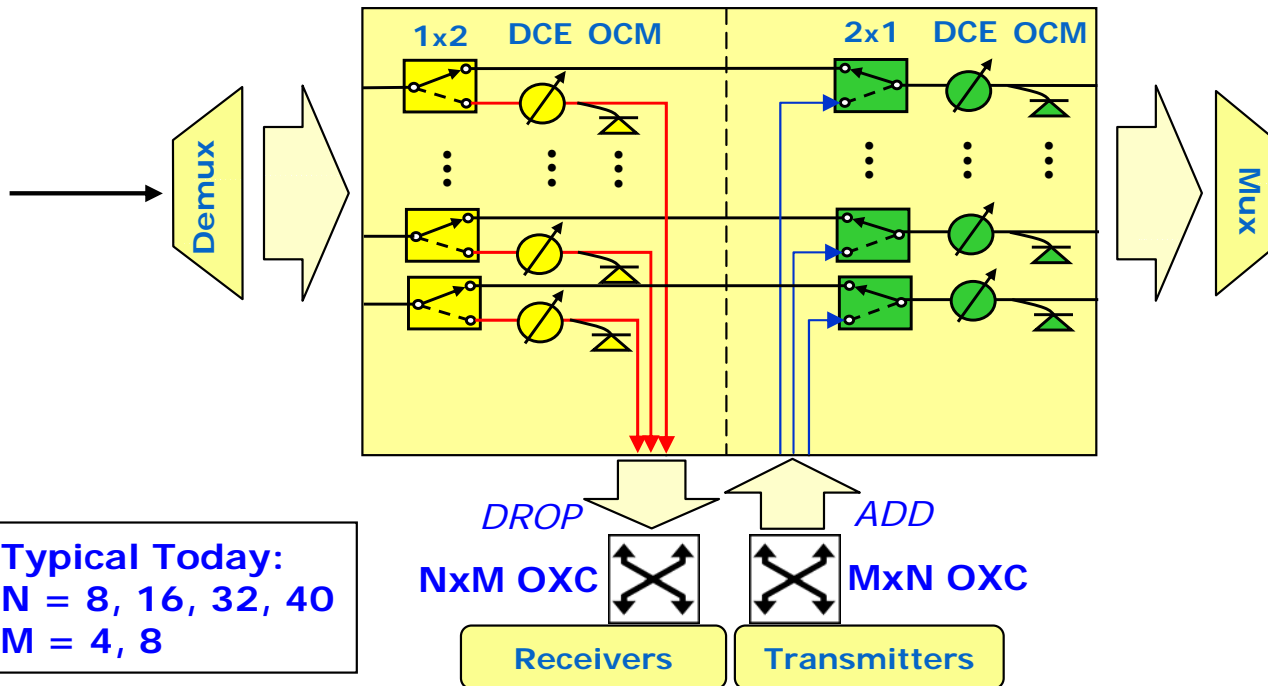 1x2 DCE OCM 2x1 DCE OCM
Demux
Mux
DROP
ADD
NxM OXC
MxN OXC
Typical Today:
N = 8, 16, 32, 40
M = 4, 8
Receivers
Transmitters